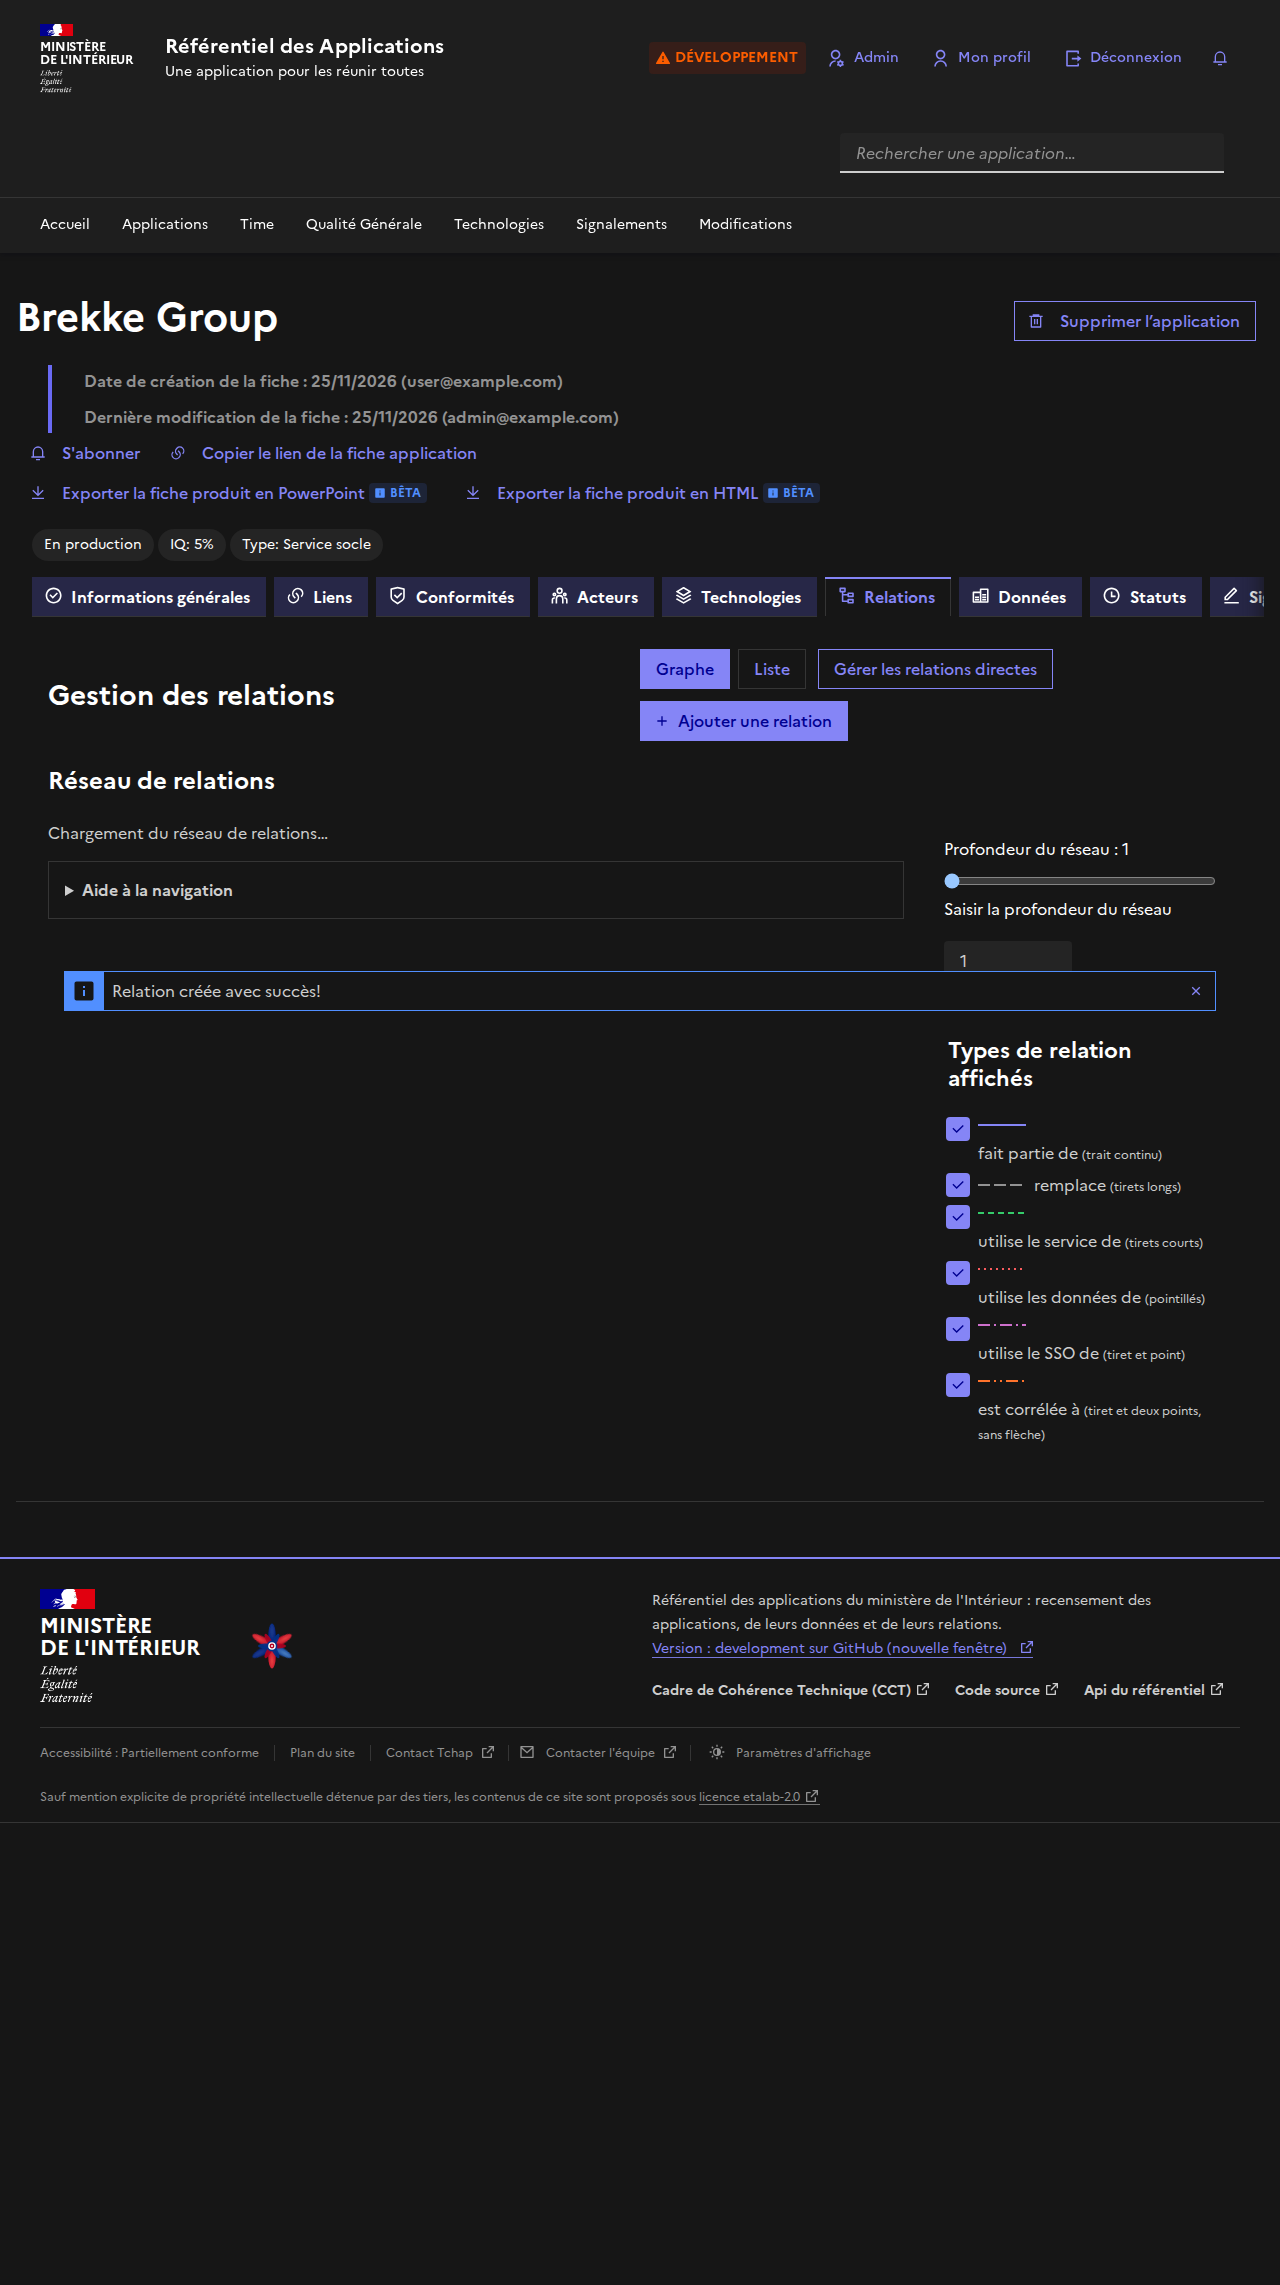 MINISTÈRE
DE L'INTÉRIEUR
Liberté
Égalité
Fraternité
Référentiel des Applications
Une application pour les réunir toutes
DÉVELOPPEMENT
Admin
Mon profil
Déconnexion
Rechercher une application...
Accueil
Applications
Time
Qualité Générale
Technologies
Signalements
Modifications
Brekke Group
Supprimer l’application
Date de création de la fiche : 25/11/2026 (user@example.com)
Dernière modification de la fiche : 25/11/2026 (admin@example.com)
S'abonner
Copier le lien de la fiche application
Exporter la fiche produit en PowerPoint BÊTA
Exporter la fiche produit en HTML BÊTA
En production
IQ: 5%
Type: Service socle
Informations générales
Liens
Conformités
Acteurs
Technologies
Relations
Données
Statuts
Gestion des relations
Graphe
Liste
Gérer les relations directes
Ajouter une relation
Réseau de relations
Chargement du réseau de relations...
Aide à la navigation
Profondeur du réseau : 1
Saisir la profondeur du réseau
1
Relation créée avec succès!
Types de relation
affichés
fait partie de (trait continu)
remplace (tirets longs)
utilise le service de (tirets courts)
utilise les données de (pointillés)
utilise le SSO de (tiret et point)
est corrélée à (tiret et deux points,
sans flèche)
MINISTÈRE
DE L'INTÉRIEUR
Liberté
Égalité
Fraternité
Référentiel des applications du ministère de l'Intérieur : recensement des
applications, de leurs données et de leurs relations.
Version : development sur GitHub (nouvelle fenêtre)
Cadre de Cohérence Technique (CCT)
Code source
Api du référentiel
Accessibilité : Partiellement conforme
Plan du site
Contact Tchap
Contacter l'équipe
Paramètres d'affichage
Sauf mention explicite de propriété intellectuelle détenue par des tiers, les contenus de ce site sont proposés sous licence etalab-2.0